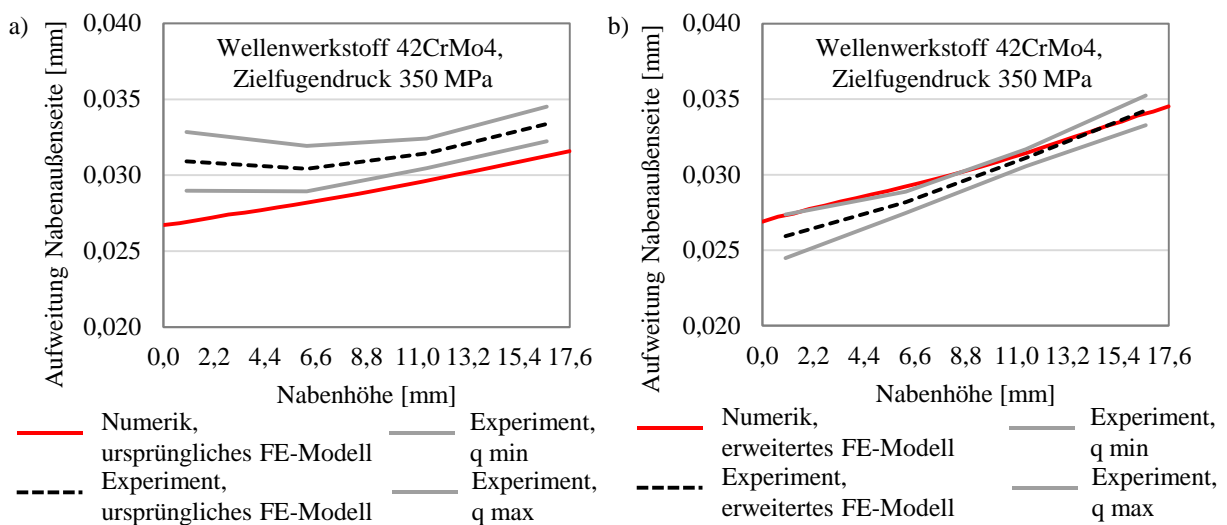 a)
Aufweitung Nabenaußenseite [mm]
0,040
0,035
0,030
0,025
0,020
Wellenwerkstoff 42CrMo4,
Zielfugendruck 350 MPa
0,0 2,2 4,4 6,6 8,8 11,0 13,2 15,4 17,6
Nabenhöhe [mm]
Numerik,
ursprüngliches FE-Modell
Experiment,
q min
Experiment,
ursprüngliches FE-Modell
Experiment,
q max
b)
Aufweitung Nabenaußenseite [mm]
0,040
0,035
0,030
0,025
0,020
Wellenwerkstoff 42CrMo4,
Zielfugendruck 350 MPa
0,0 2,2 4,4 6,6 8,8 11,0 13,2 15,4 17,6
Nabenhöhe [mm]
Numerik,
erweitertes FE-Modell
Experiment,
q min
Experiment,
erweitertes FE-Modell
Experiment,
q max